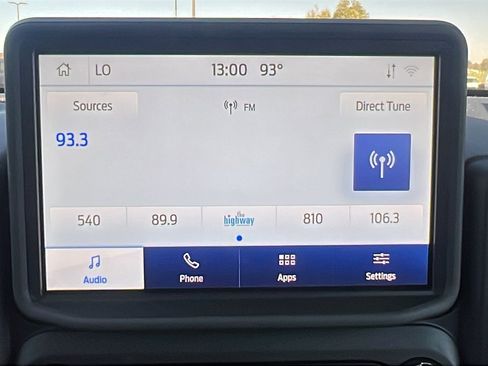 LO 13:00 93°
Sources FM Direct Tune
93.3
540 89.9 the highway 810 106.3
Audio Phone Apps Settings